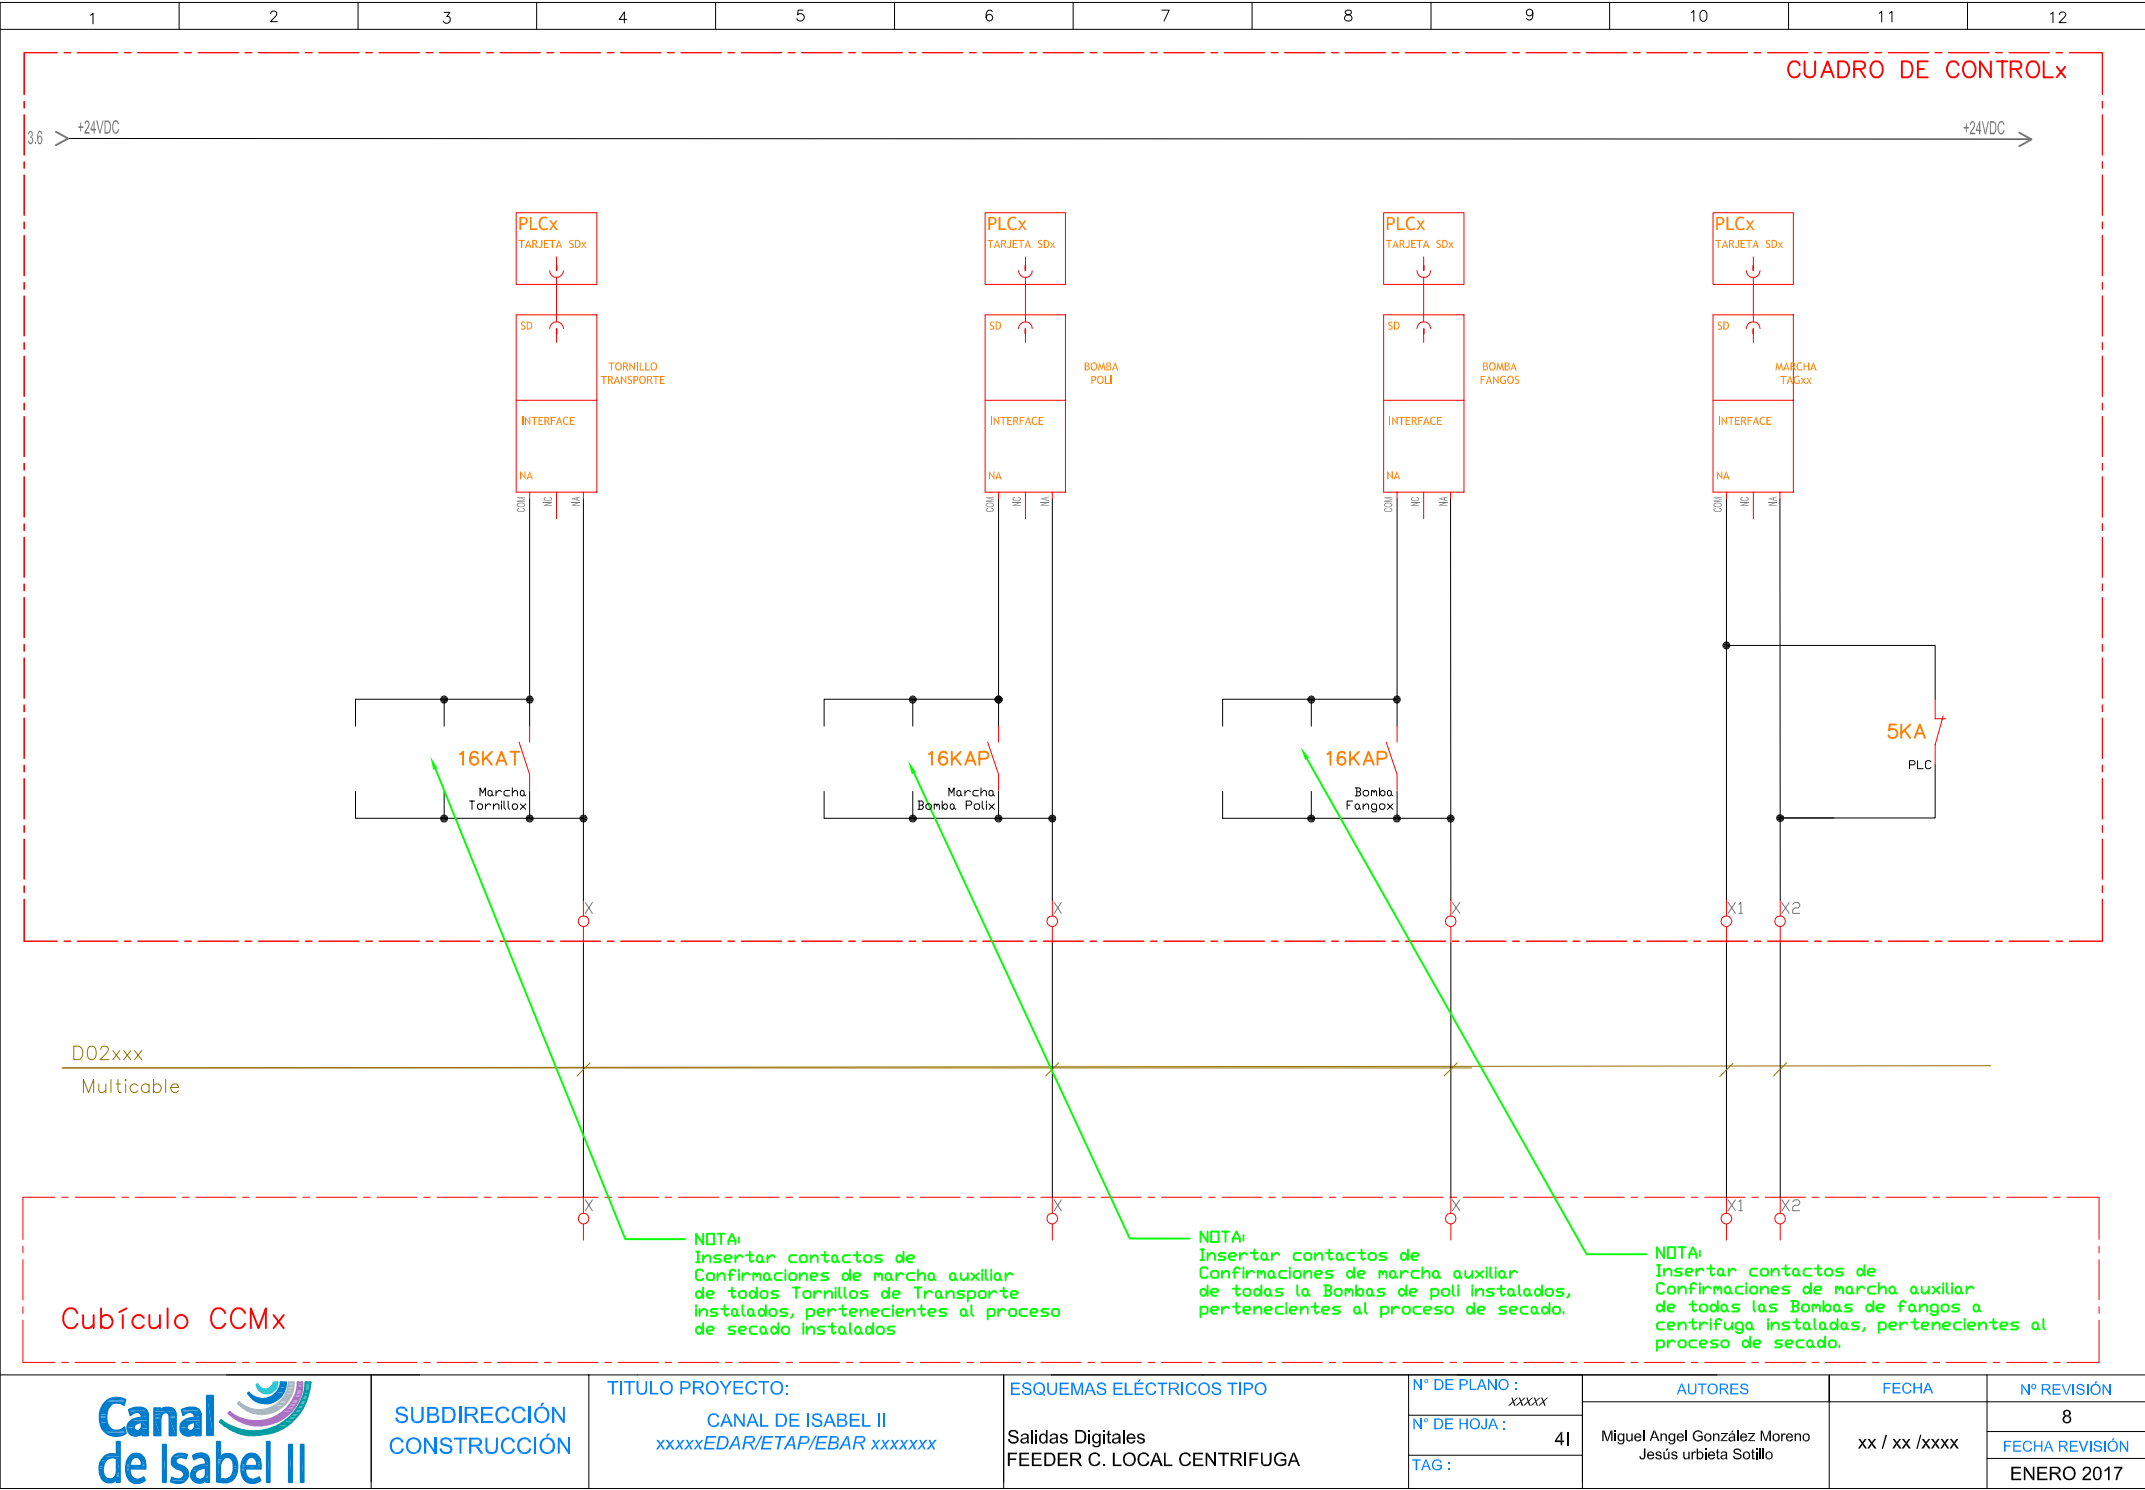 1 2 3 4 5 6 7 8 9 10 11 12
CUADRO DE CONTROLx
3.6 +24VDC +24VDC
PLCx PLCx PLCx PLCx
TARJETA SDx TARJETA SDx TARJETA SDx TARJETA SDx
SD SD SD SD
TORNILLO BOMBA BOMBA MARCHA
TRANSPORTE POLI FANGOS TAGxx
INTERFACE INTERFACE INTERFACE INTERFACE
NA NA NA NA
COM NC NA COM NC NA COM NC NA COM NC NA
16KAT 16KAP 16KAP 5KA
PLC
Marcha Marcha Bomba
Tornillox Bomba Polix Fangox
X X X X1 X2
D02xxx
Multicable
X X X X1 X2
NOTA:
Insertar contactos de
Confirmaciones de marcha auxiliar
de todos Tornillos de Transporte
instalados, pertenecientes al proceso
de secado instalados
NOTA:
Insertar contactos de
Confirmaciones de marcha auxiliar
de todas la Bombas de poli instalados,
pertenecientes al proceso de secado.
NOTA:
Insertar contactos de
Confirmaciones de marcha auxiliar
de todas las Bombas de fangos a
centrifuga instaladas, pertenecientes al
proceso de secado.
Cubículo CCMx
Canal
de Isabel II
SUBDIRECCIÓN
CONSTRUCCIÓN
TITULO PROYECTO:
CANAL DE ISABEL II
xxxxxEDAR/ETAP/EBAR xxxxxxx
ESQUEMAS ELÉCTRICOS TIPO
Salidas Digitales
FEEDER C. LOCAL CENTRIFUGA
N° DE PLANO :
xxxxx
N° DE HOJA :
4I
TAG :
AUTORES
Miguel Angel González Moreno
Jesús urbieta Sotillo
FECHA
xx / xx /xxxx
Nº REVISIÓN
8
FECHA REVISIÓN
ENERO 2017